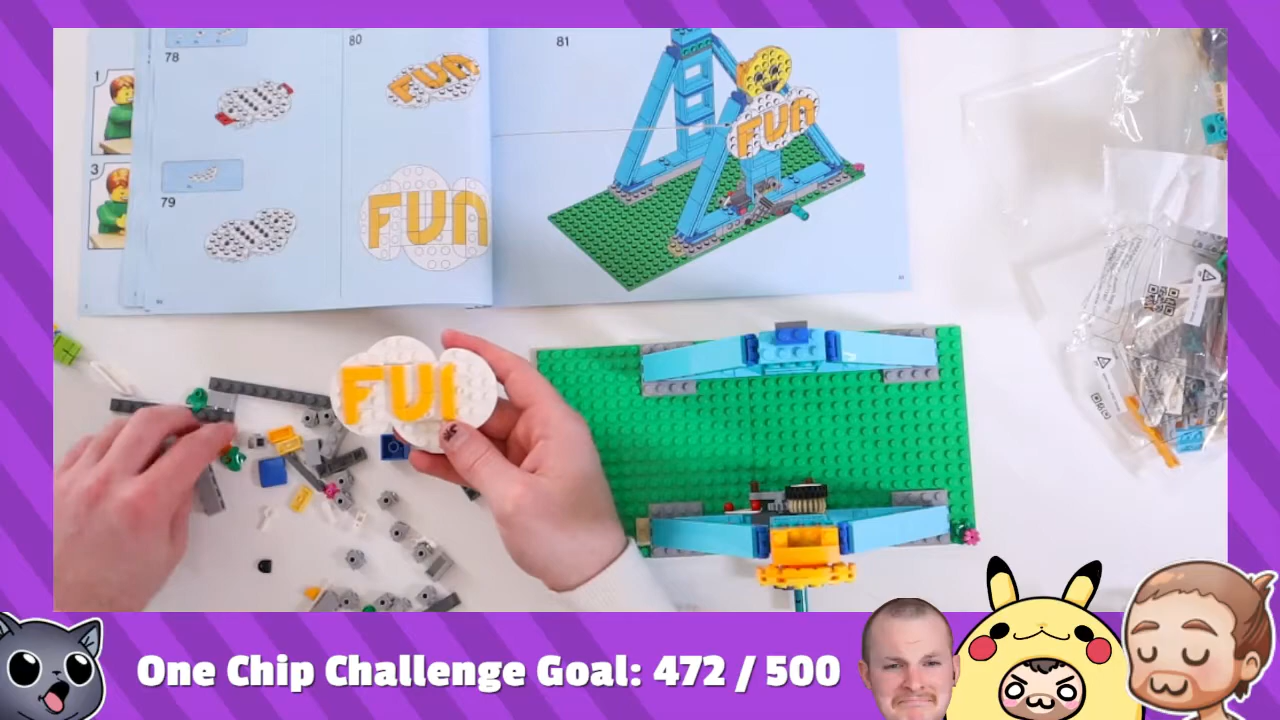 1
3
78
79
80
FUN
FUN
81
FUN
FUI
One Chip Challenge Goal: 472 / 500